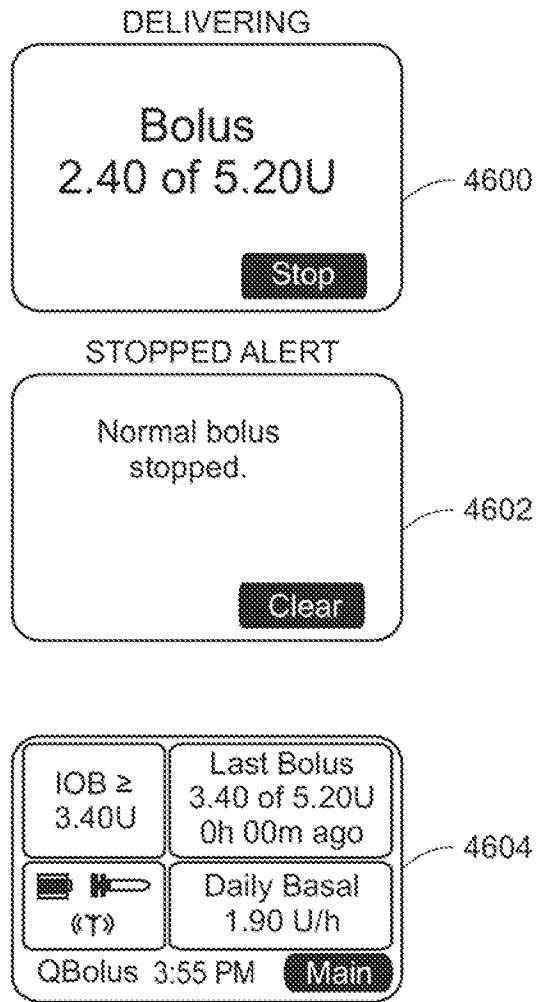 DELIVERING
Bolus
2.40 of 5.20U
4600
Stop
STOPPED ALERT
Normal bolus
stopped.
4602
Clear
IOB ≥
3.40U
Last Bolus
3.40 of 5.20U
0h 00m ago
4604
Daily Basal
1.90 U/h
QBolus 3:55 PM Main